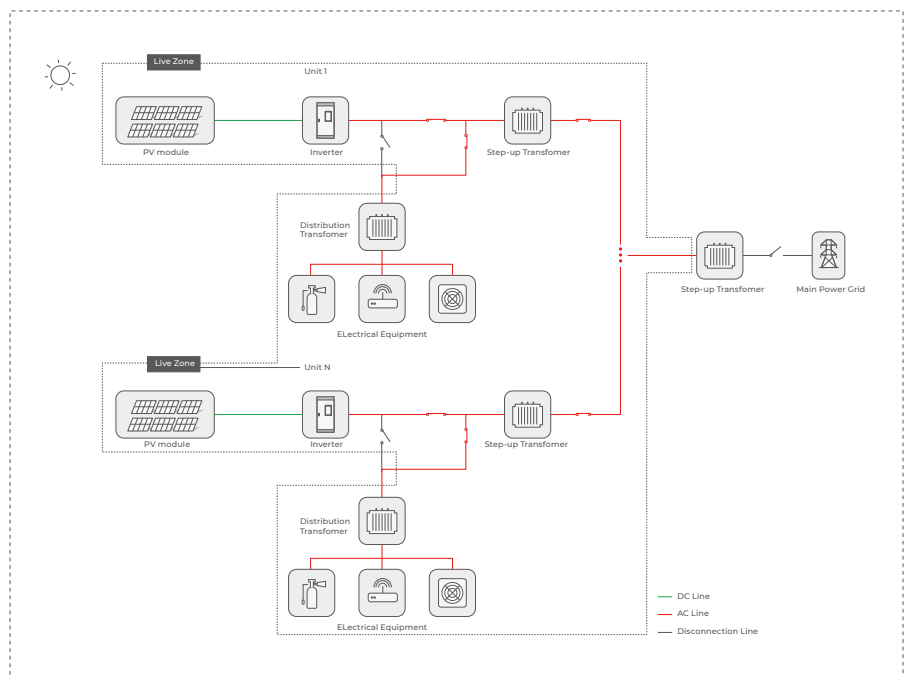 Live Zone
Unit 1
PV module
Inverter
Step-up Transfomer
Distribution
Transfomer
ELectrical Equipment
Step-up Transfomer
Main Power Grid
Live Zone
Unit N
PV module
Inverter
Step-up Transfomer
Distribution
Transfomer
ELectrical Equipment
DC Line
AC Line
Disconnection Line